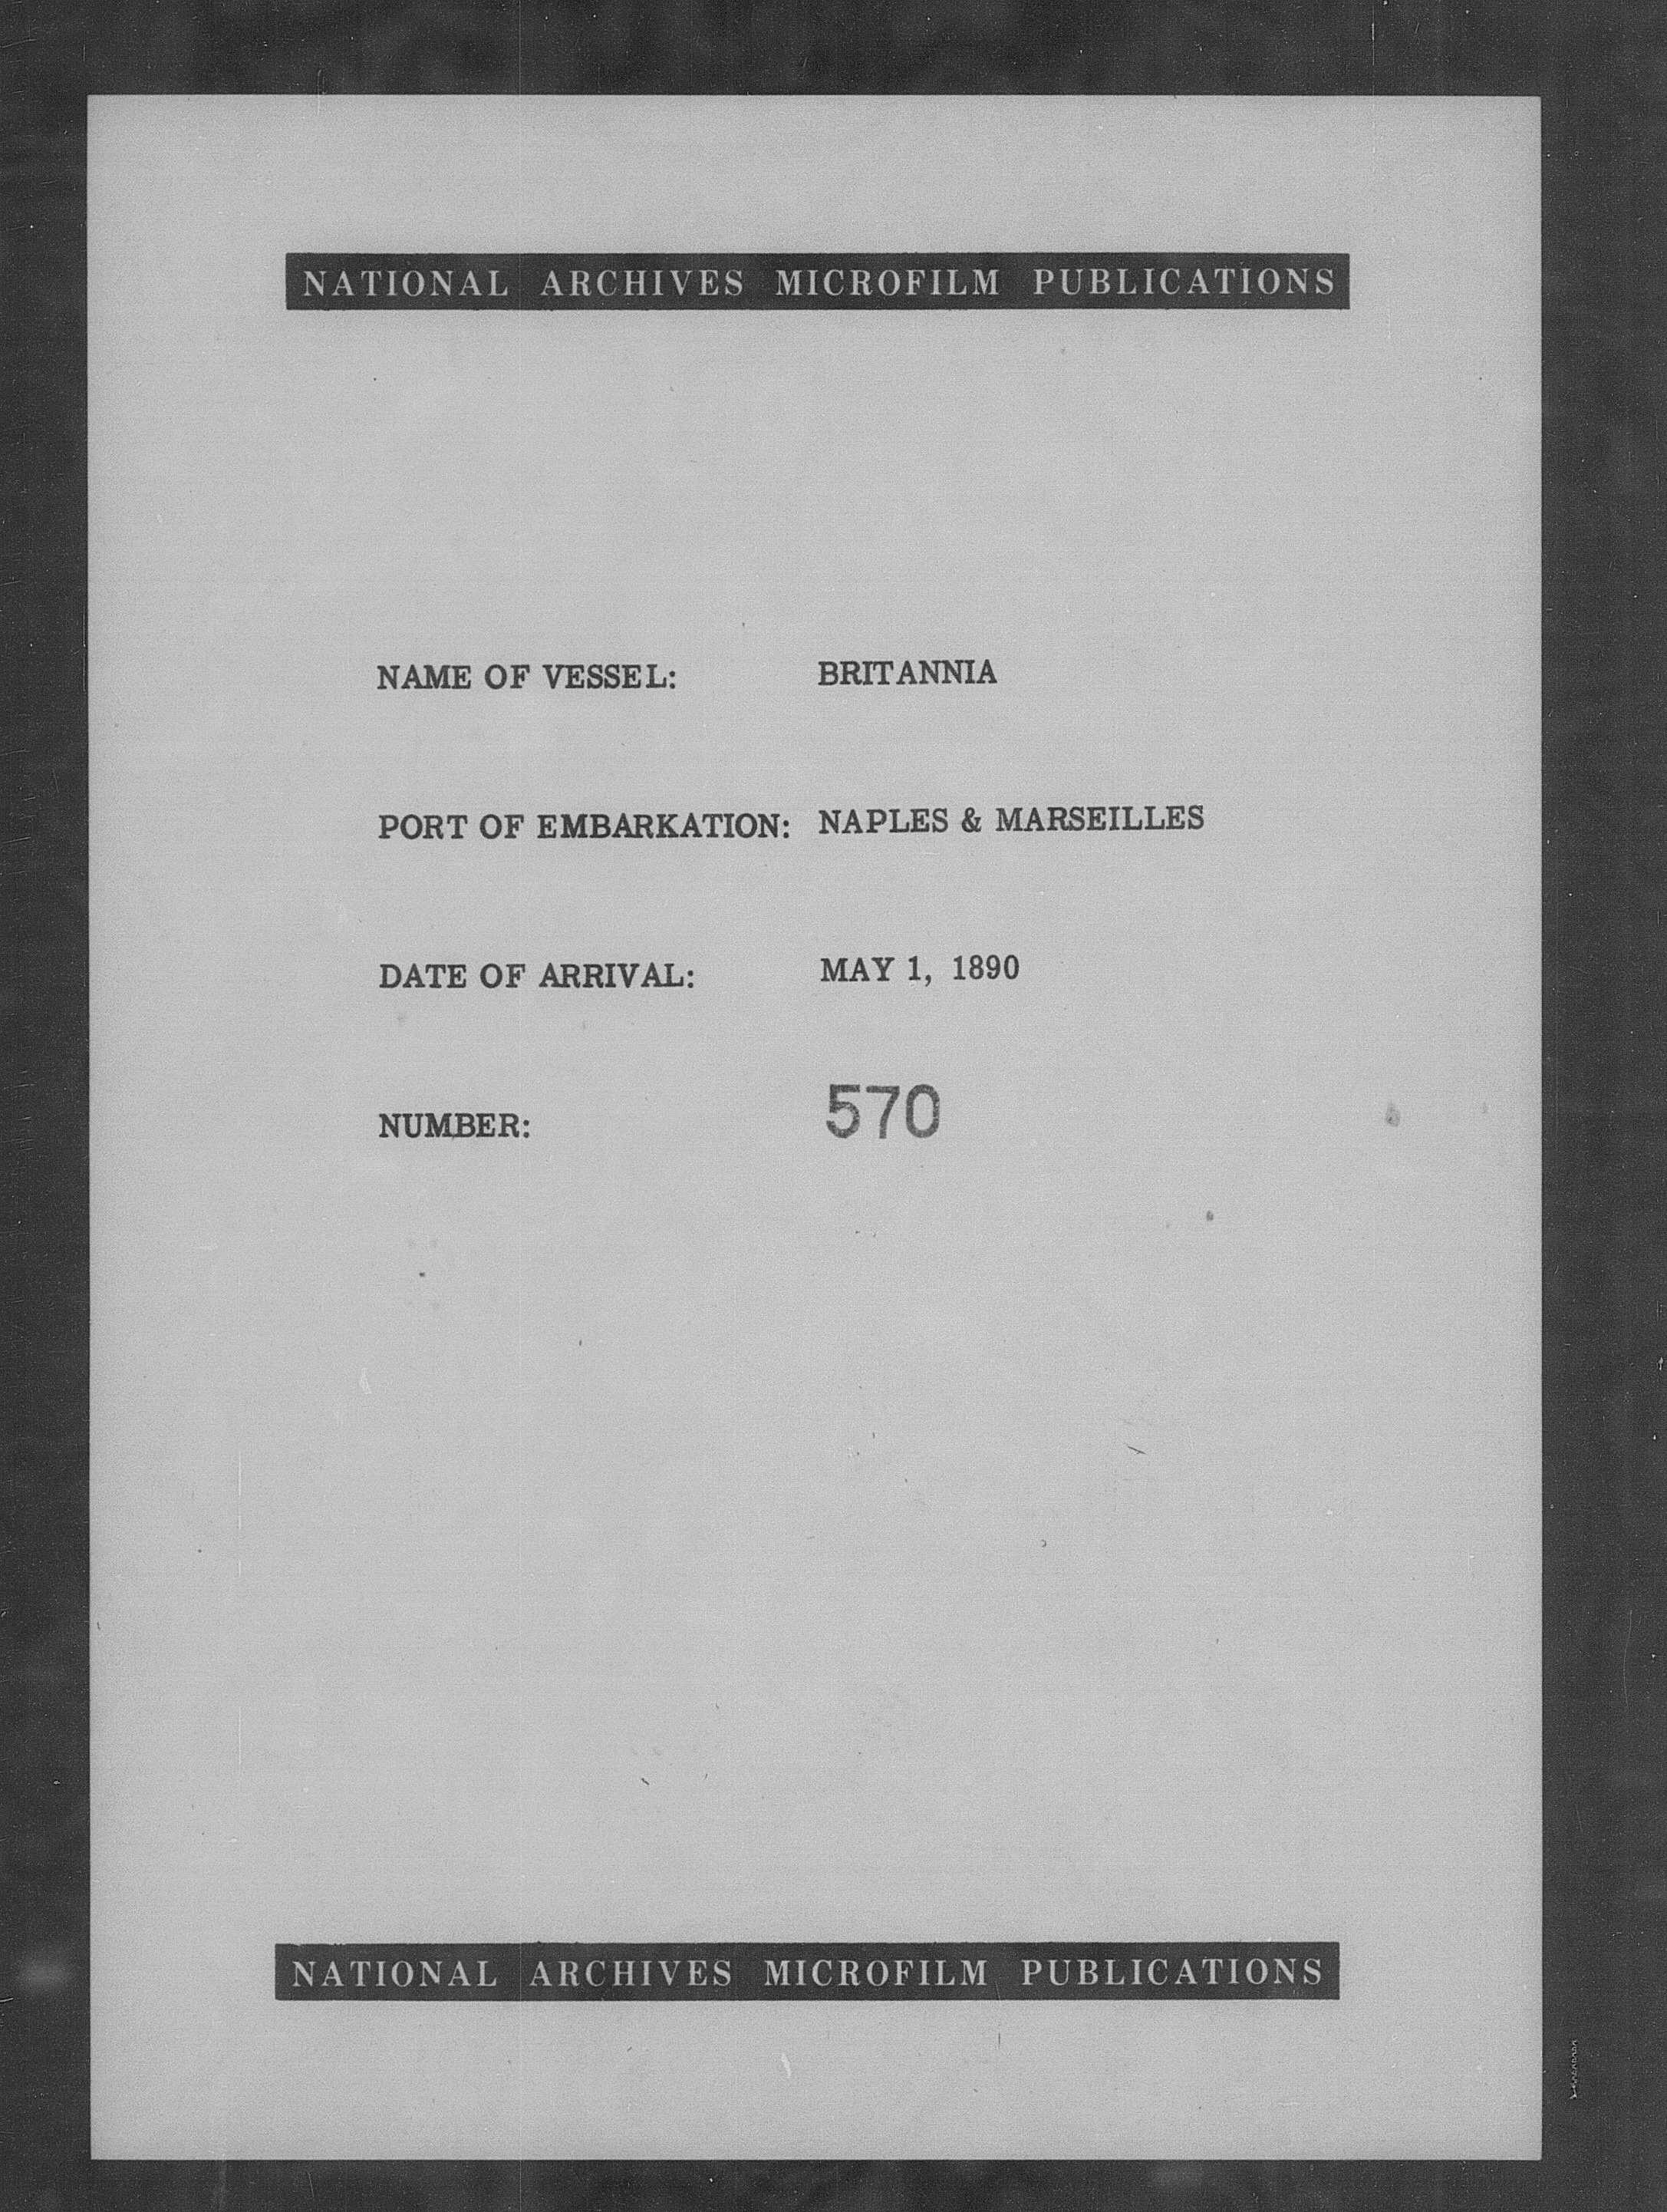 NATIONAL ARCHIVES MICROFILM PUBLICATIONS
NAME OF VESSEL: BRITANNIA
PORT OF EMBARKATION: NAPLES & MARSEILLES
DATE OF ARRIVAL: MAY 1, 1890
NUMBER: 570
NATIONAL ARCHIVES MICROFILM PUBLICATIONS